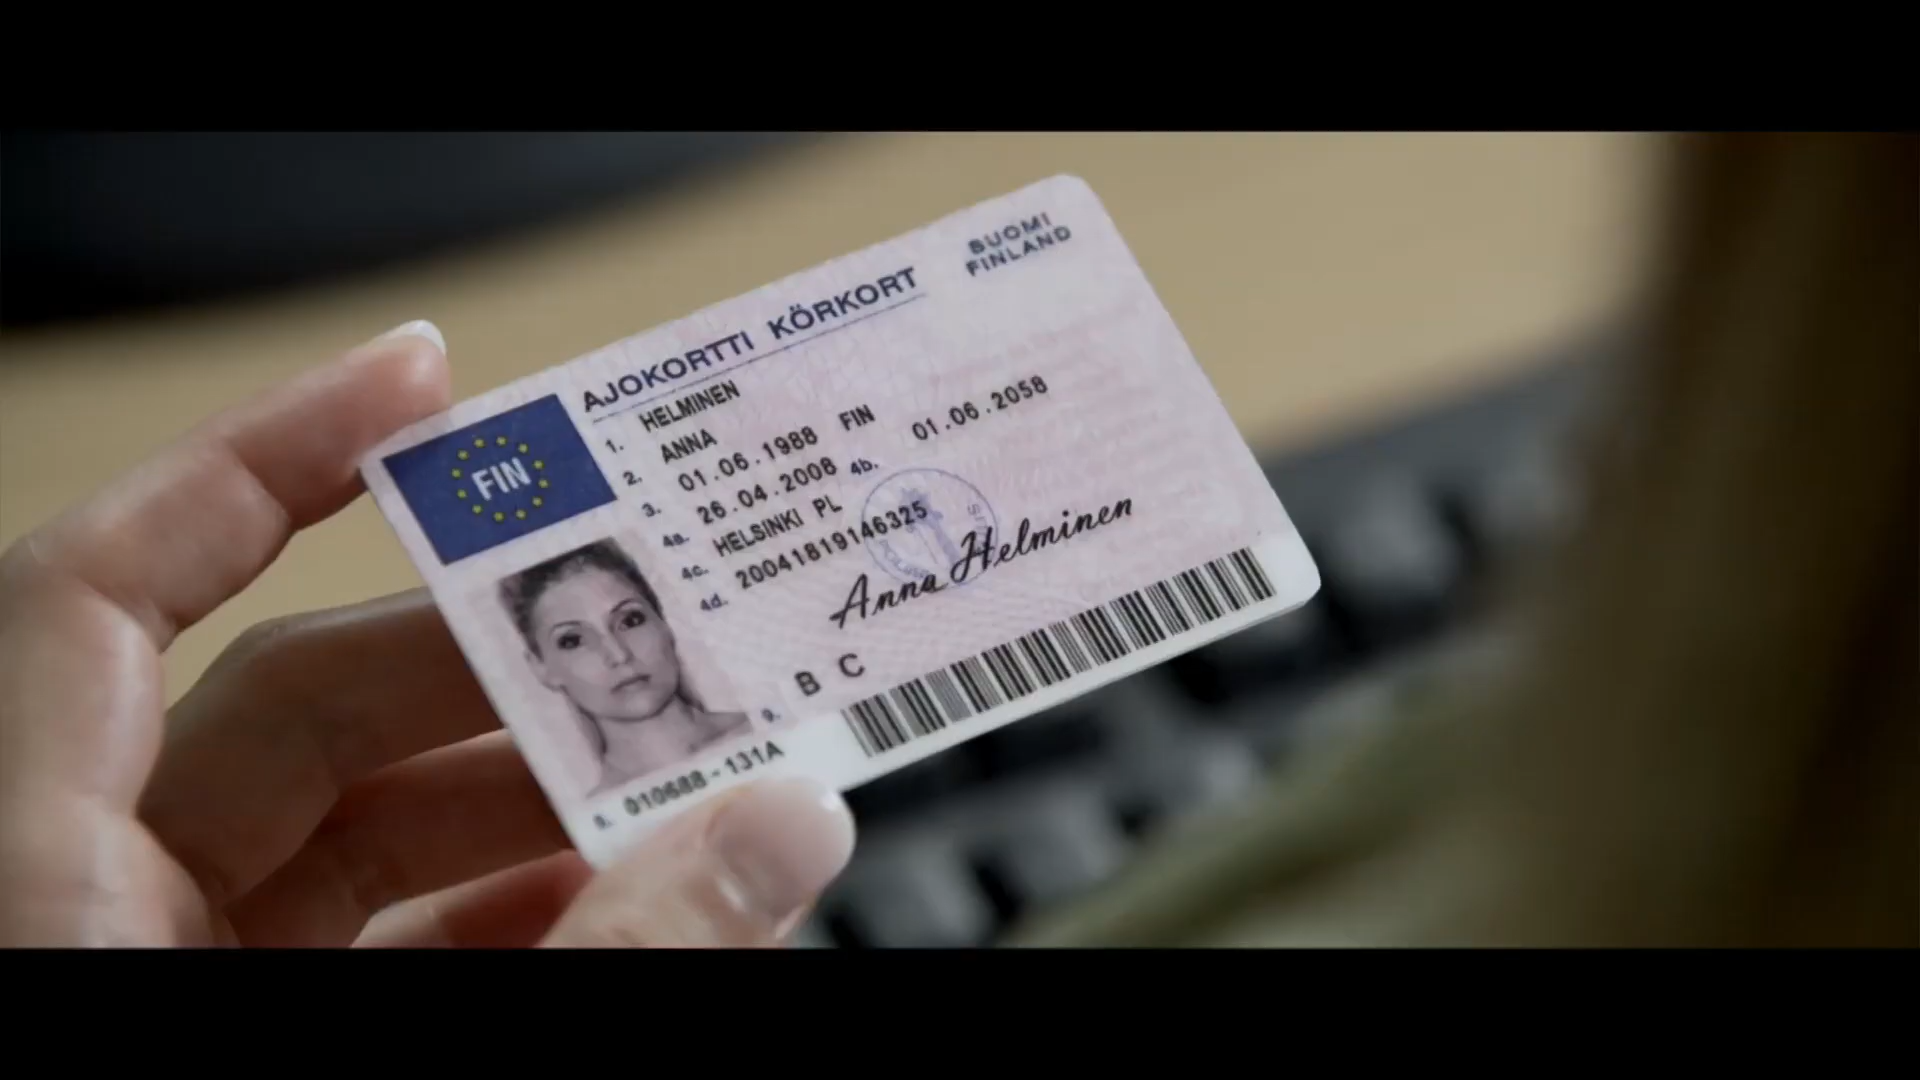 SUOMI
FINLAND
AJOKORTTI KÖRKORT
FIN
1. HELMINEN
2. ANNA
3. 01.06.1988 FIN
4a. 26.04.2008 4b. 01.06.2058
4c. HELSINKI PL
4d. 20041819146325
Anna Helminen
9. B C
5. 010688-131A